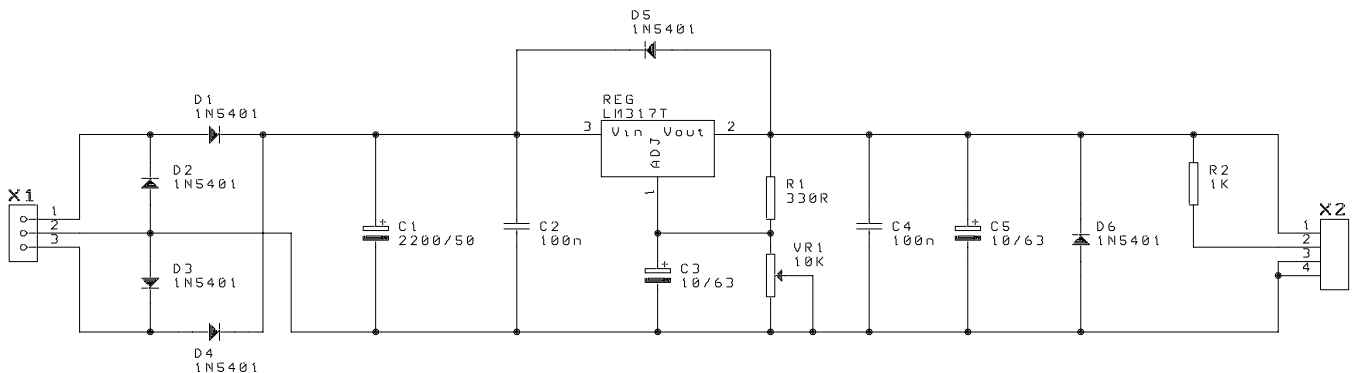 D5
1N5401
D1
1N5401
REG
LM317T
3
Vin
Vout
2
ADJ
1
D2
1N5401
X1
1
2
3
D3
1N5401
D4
1N5401
C1
+
2200/50
C2
100n
C3
+
10/63
R1
330R
VR1
10K
C4
100n
C5
+
10/63
D6
1N5401
R2
1K
X2
1
2
3
4